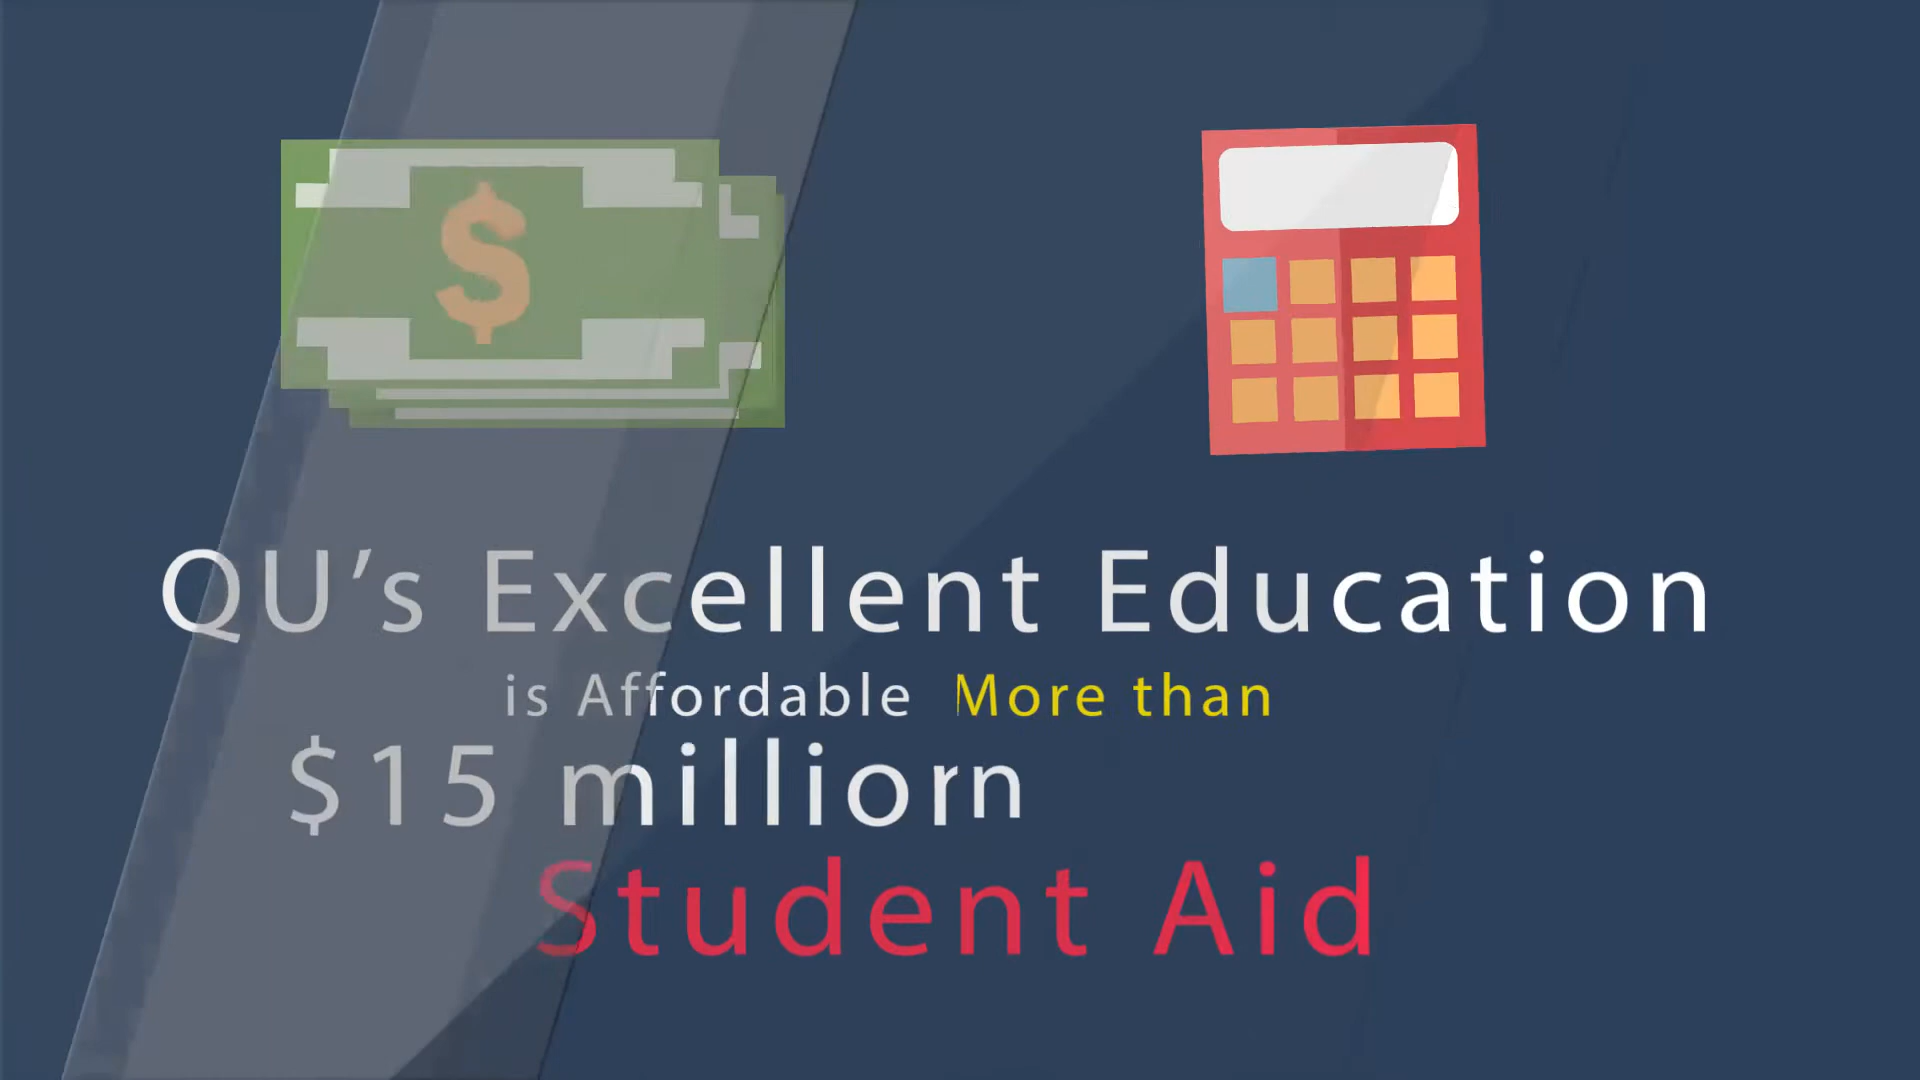 QU’s Excellent Education
is Affordable More than
$15 milliorn
Student Aid